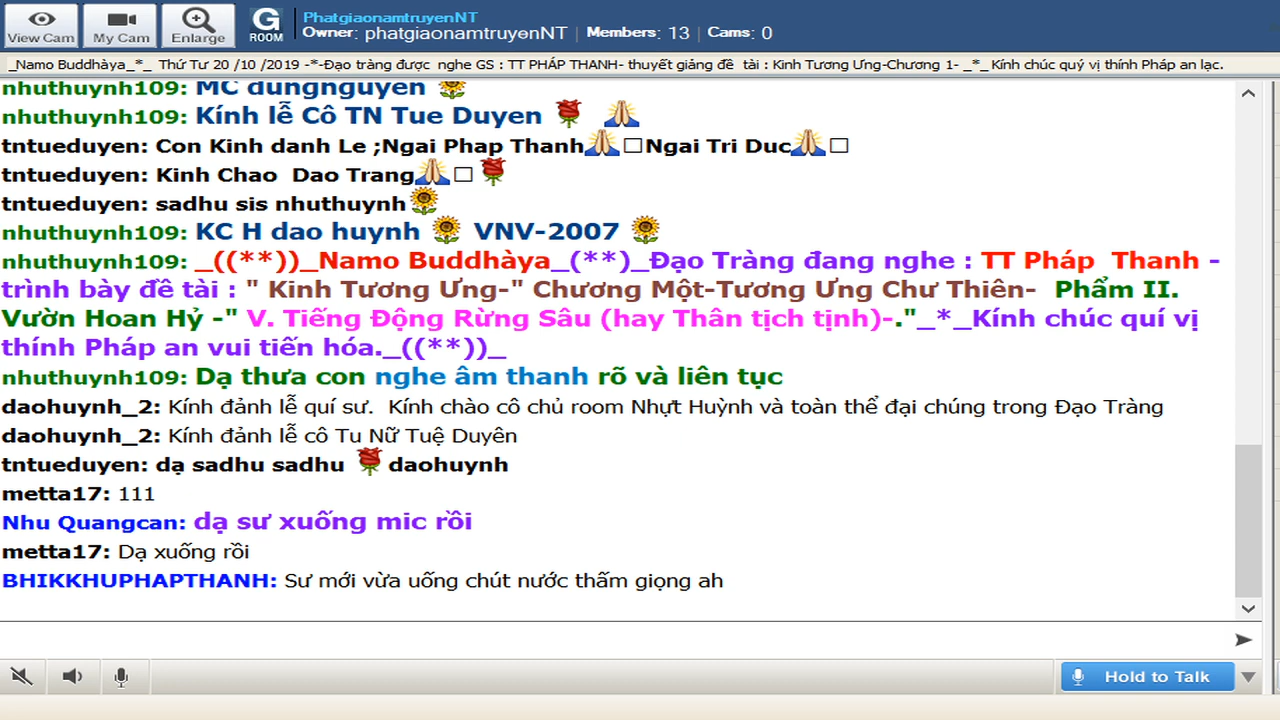 View Cam
My Cam
Enlarge
G ROOM
PhatgiaonamtruyenNT
Owner: phatgiaonamtruyenNT | Members: 13 | Cams: 0
_Namo Buddhàya_*_ Thứ Tư 20 /10 /2019 -*-Đạo tràng được nghe GS : TT PHÁP THANH- thuyết giảng đề tài : Kinh Tương Ưng-Chương 1- _*_ Kính chúc quý vị thính Pháp an lạc.
nhuthuynh109: MC dungnguyen 🌻
nhuthuynh109: Kính lễ Cô TN Tue Duyen 🌹 🙏
tntueduyen: Con Kinh danh Le ;Ngai Phap Thanh🙏□Ngai Tri Duc🙏□
tntueduyen: Kinh Chao Dao Trang🙏□🌹
tntueduyen: sadhu sis nhuthuynh🌻
nhuthuynh109: KC H dao huynh 🌻 VNV-2007 🌻
nhuthuynh109: _((**))_Namo Buddhàya_(**)_Đạo Tràng đang nghe : TT Pháp Thanh -
trình bày đề tài : " Kinh Tương Ưng-" Chương Một-Tương Ưng Chư Thiên- Phẩm II.
Vườn Hoan Hỷ -" V. Tiếng Động Rừng Sâu (hay Thân tịch tịnh)-."_*_Kính chúc quí vị
thính Pháp an vui tiến hóa._((**))_
nhuthuynh109: Dạ thưa con nghe âm thanh rõ và liên tục
daohuynh_2: Kính đảnh lễ quí sư. Kính chào cô chủ room Nhựt Huỳnh và toàn thể đại chúng trong Đạo Tràng
daohuynh_2: Kính đảnh lễ cô Tu Nữ Tuệ Duyên
tntueduyen: dạ sadhu sadhu 🌹daohuynh
metta17: 111
Nhu Quangcan: dạ sư xuống mic rồi
metta17: Dạ xuống rồi
BHIKKHUPHAPTHANH: Sư mới vừa uống chút nước thấm giọng ah
Hold to Talk